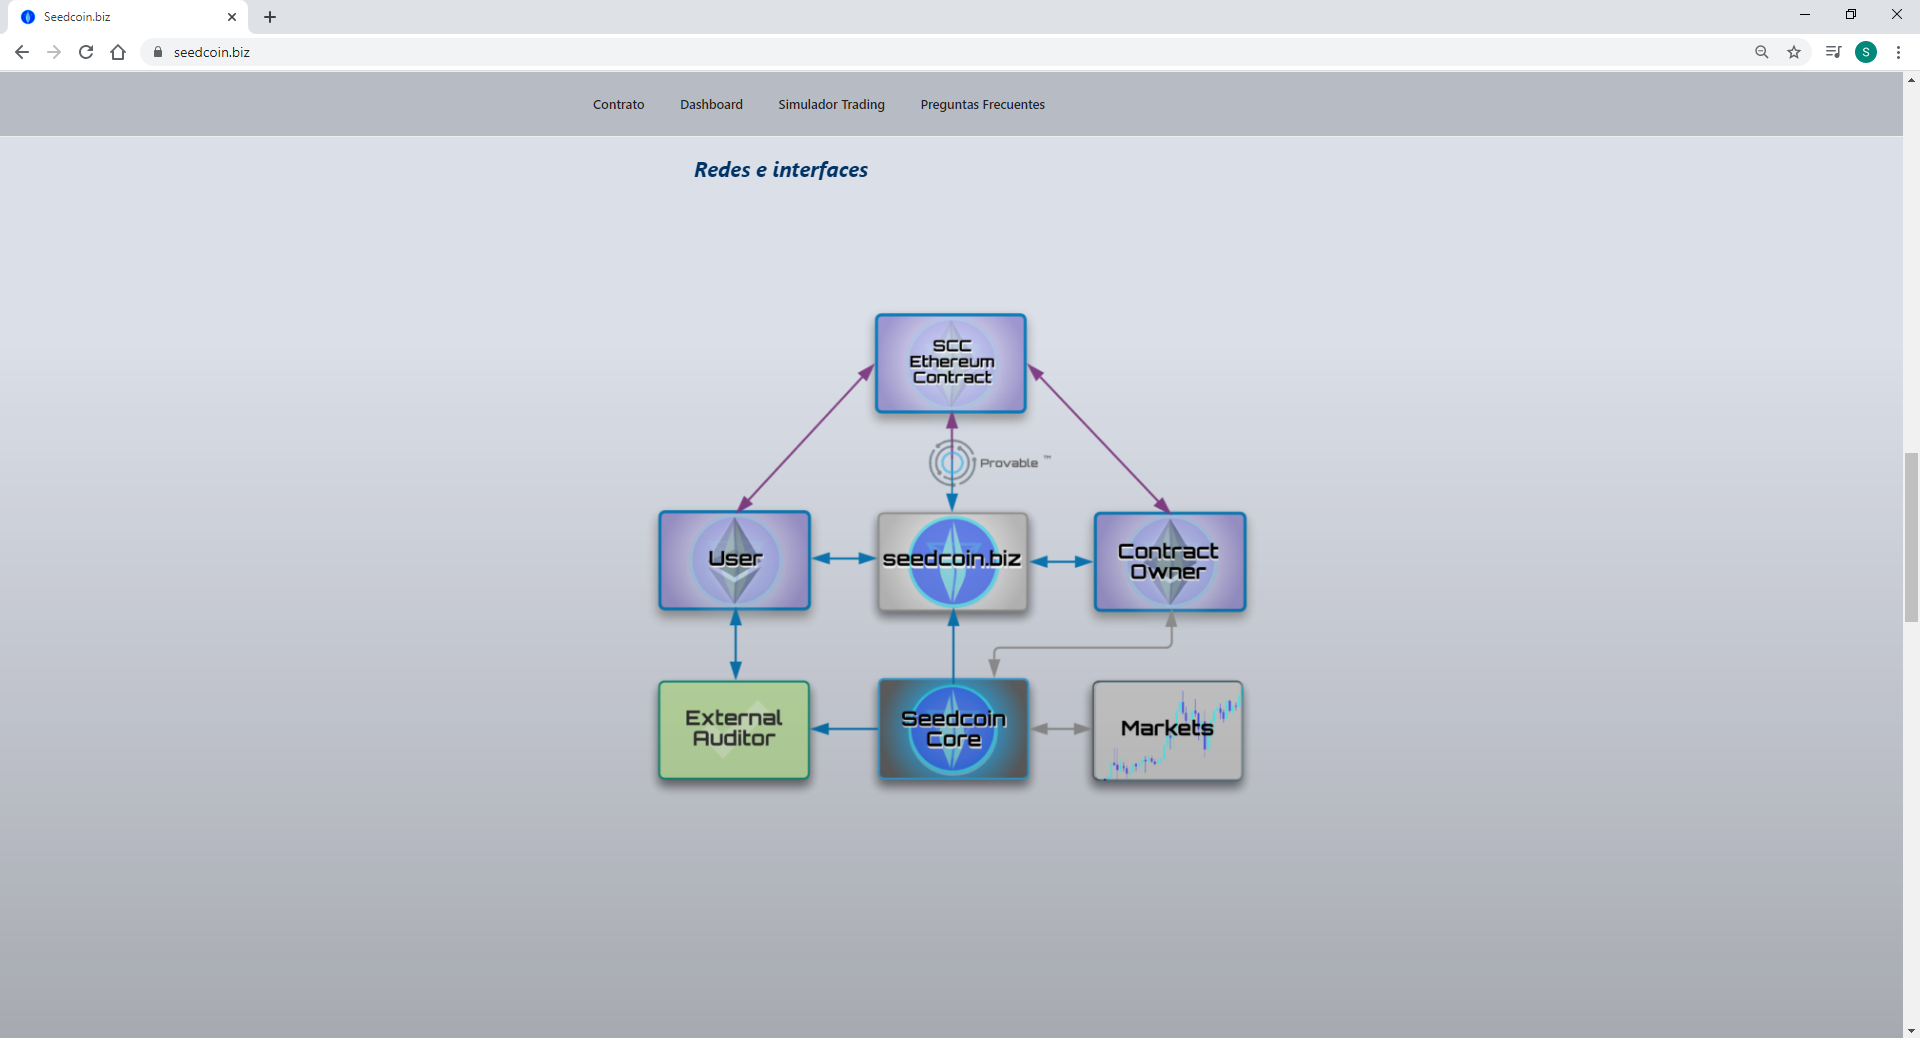 Seedcoin.biz
seedcoin.biz
S
Contrato Dashboard Simulador Trading Preguntas Frecuentes
Redes e interfaces
SCC
Ethereum
Contract
Provable ™
User
seedcoin.biz
Contract
Owner
External
Auditor
Seedcoin
Core
Markets